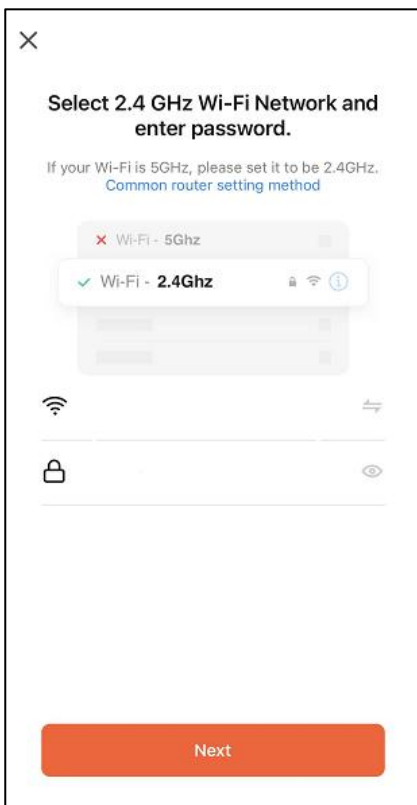 Select 2.4 GHz Wi-Fi Network and
enter password.
If your Wi-Fi is 5GHz, please set it to be 2.4GHz.
Common router setting method
Wi-Fi - 5Ghz
Wi-Fi - 2.4Ghz
Next